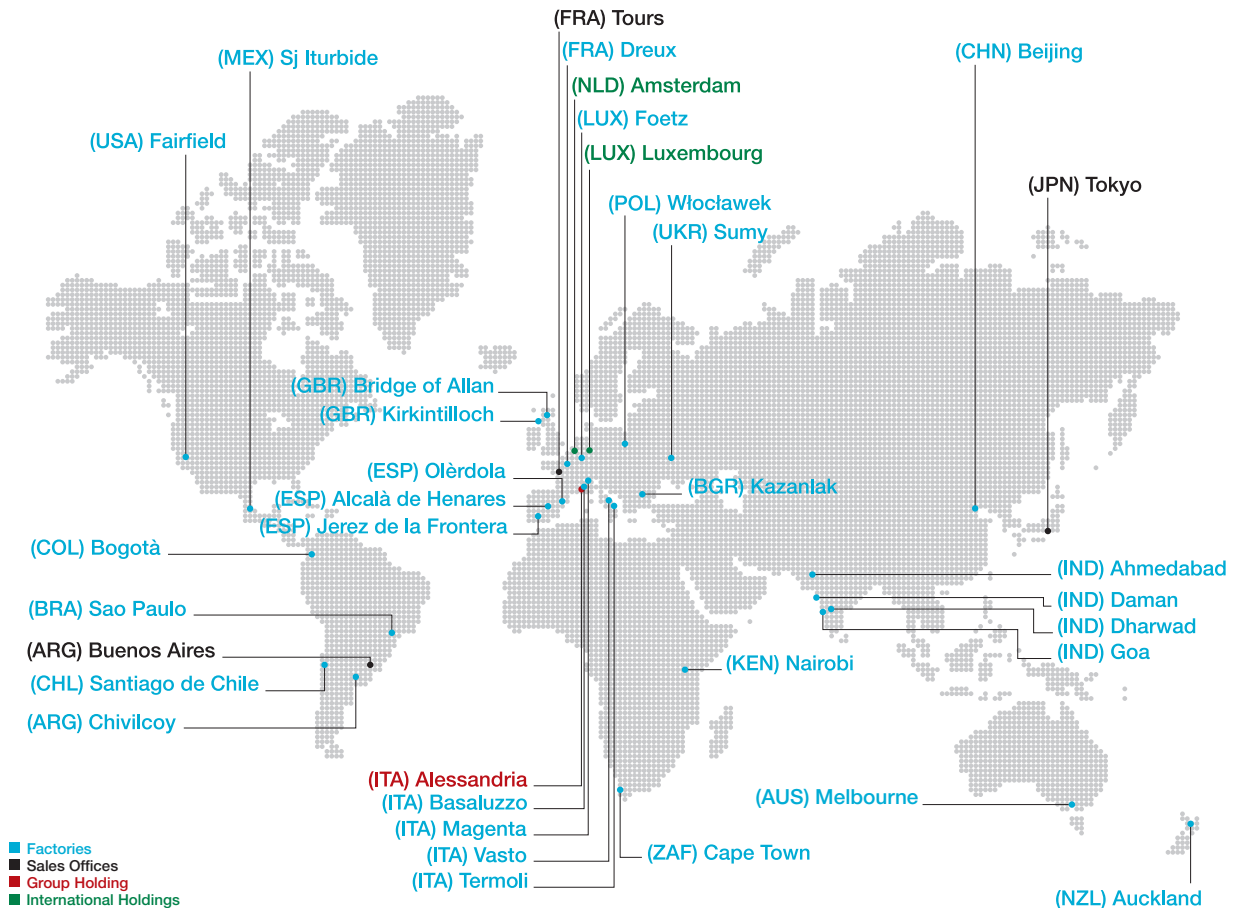 (FRA) Tours
(FRA) Dreux
(MEX) Sj Iturbide
(CHN) Beijing
(NLD) Amsterdam
(LUX) Foetz
(USA) Fairfield
(LUX) Luxembourg
(JPN) Tokyo
(POL) Włocławek
(UKR) Sumy
(GBR) Bridge of Allan
(GBR) Kirkintilloch
(ESP) Olèrdola
(BGR) Kazanlak
(ESP) Alcalà de Henares
(ESP) Jerez de la Frontera
(COL) Bogotà
(IND) Ahmedabad
(IND) Daman
(BRA) Sao Paulo
(IND) Dharwad
(ARG) Buenos Aires
(IND) Goa
(KEN) Nairobi
(CHL) Santiago de Chile
(ARG) Chivilcoy
(ITA) Alessandria
(ITA) Basaluzzo
(AUS) Melbourne
(ITA) Magenta
(ITA) Vasto
(ZAF) Cape Town
(ITA) Termoli
(NZL) Auckland
Factories
Sales Offices
Group Holding
International Holdings